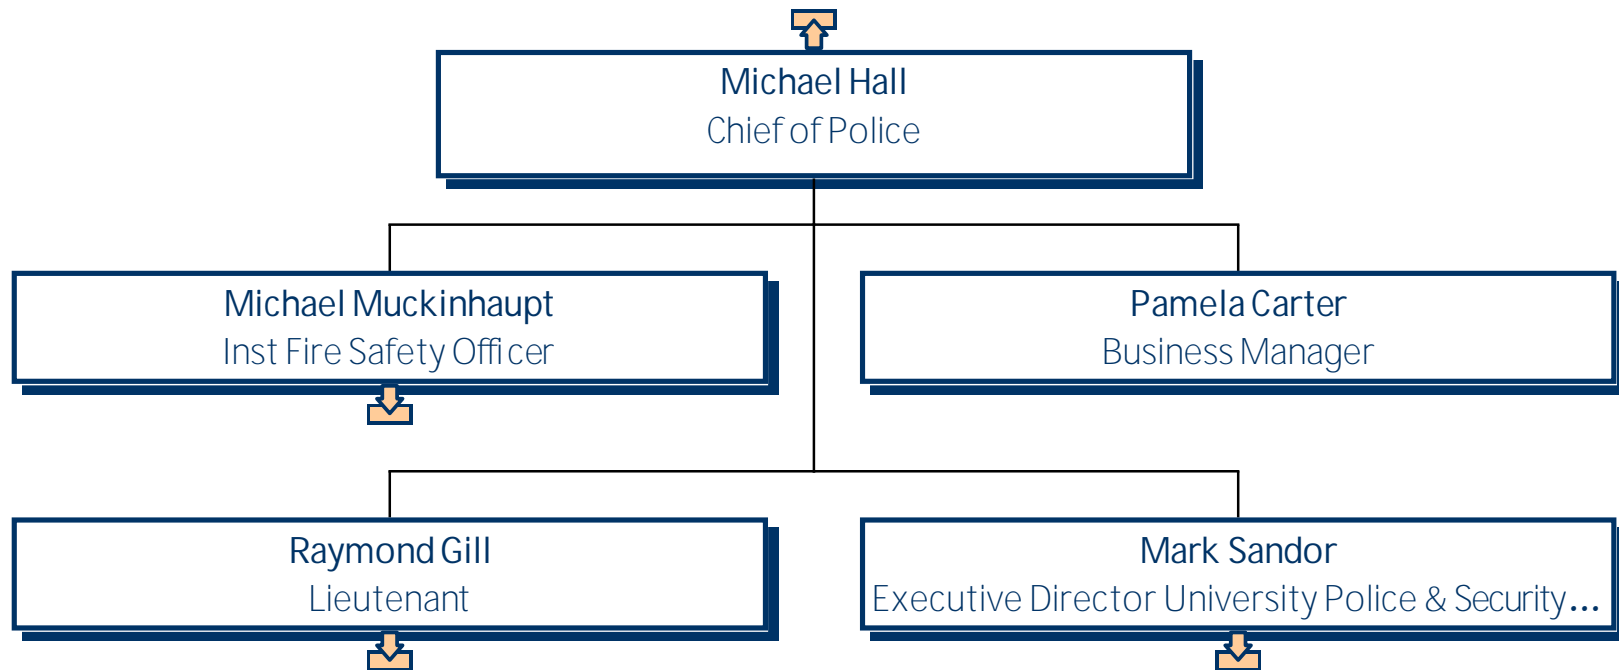 Michael Hall
Chief of Police
Michael Muckinhaupt
Inst Fire Safety Officer
Pamela Carter
Business Manager
Raymond Gill
Lieutenant
Mark Sandor
Executive Director University Police & Security...